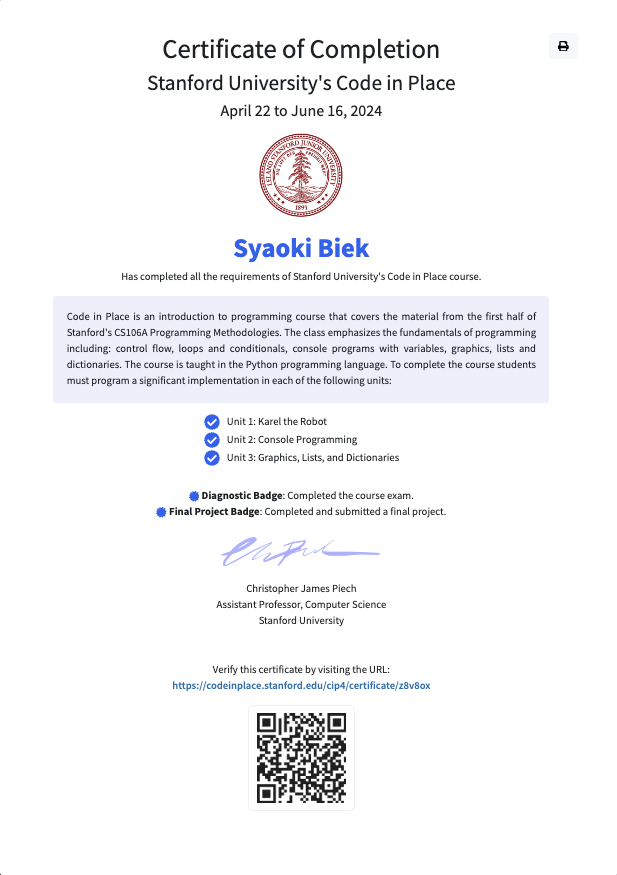 Certificate of Completion
Stanford University's Code in Place
April 22 to June 16, 2024
LELAND STANFORD JUNIOR UNIVERSITY
1891
Syaoki Biek
Has completed all the requirements of Stanford University's Code in Place course.
Code in Place is an introduction to programming course that covers the material from the first half of
Stanford's CS106A Programming Methodologies. The class emphasizes the fundamentals of programming
including: control flow, loops and conditionals, console programs with variables, graphics, lists and
dictionaries. The course is taught in the Python programming language. To complete the course students
must program a significant implementation in each of the following units:
Unit 1: Karel the Robot
Unit 2: Console Programming
Unit 3: Graphics, Lists, and Dictionaries
Diagnostic Badge: Completed the course exam.
Final Project Badge: Completed and submitted a final project.
Christopher James Piech
Assistant Professor, Computer Science
Stanford University
Verify this certificate by visiting the URL:
https://codeinplace.stanford.edu/cip4/certificate/z8v8ox